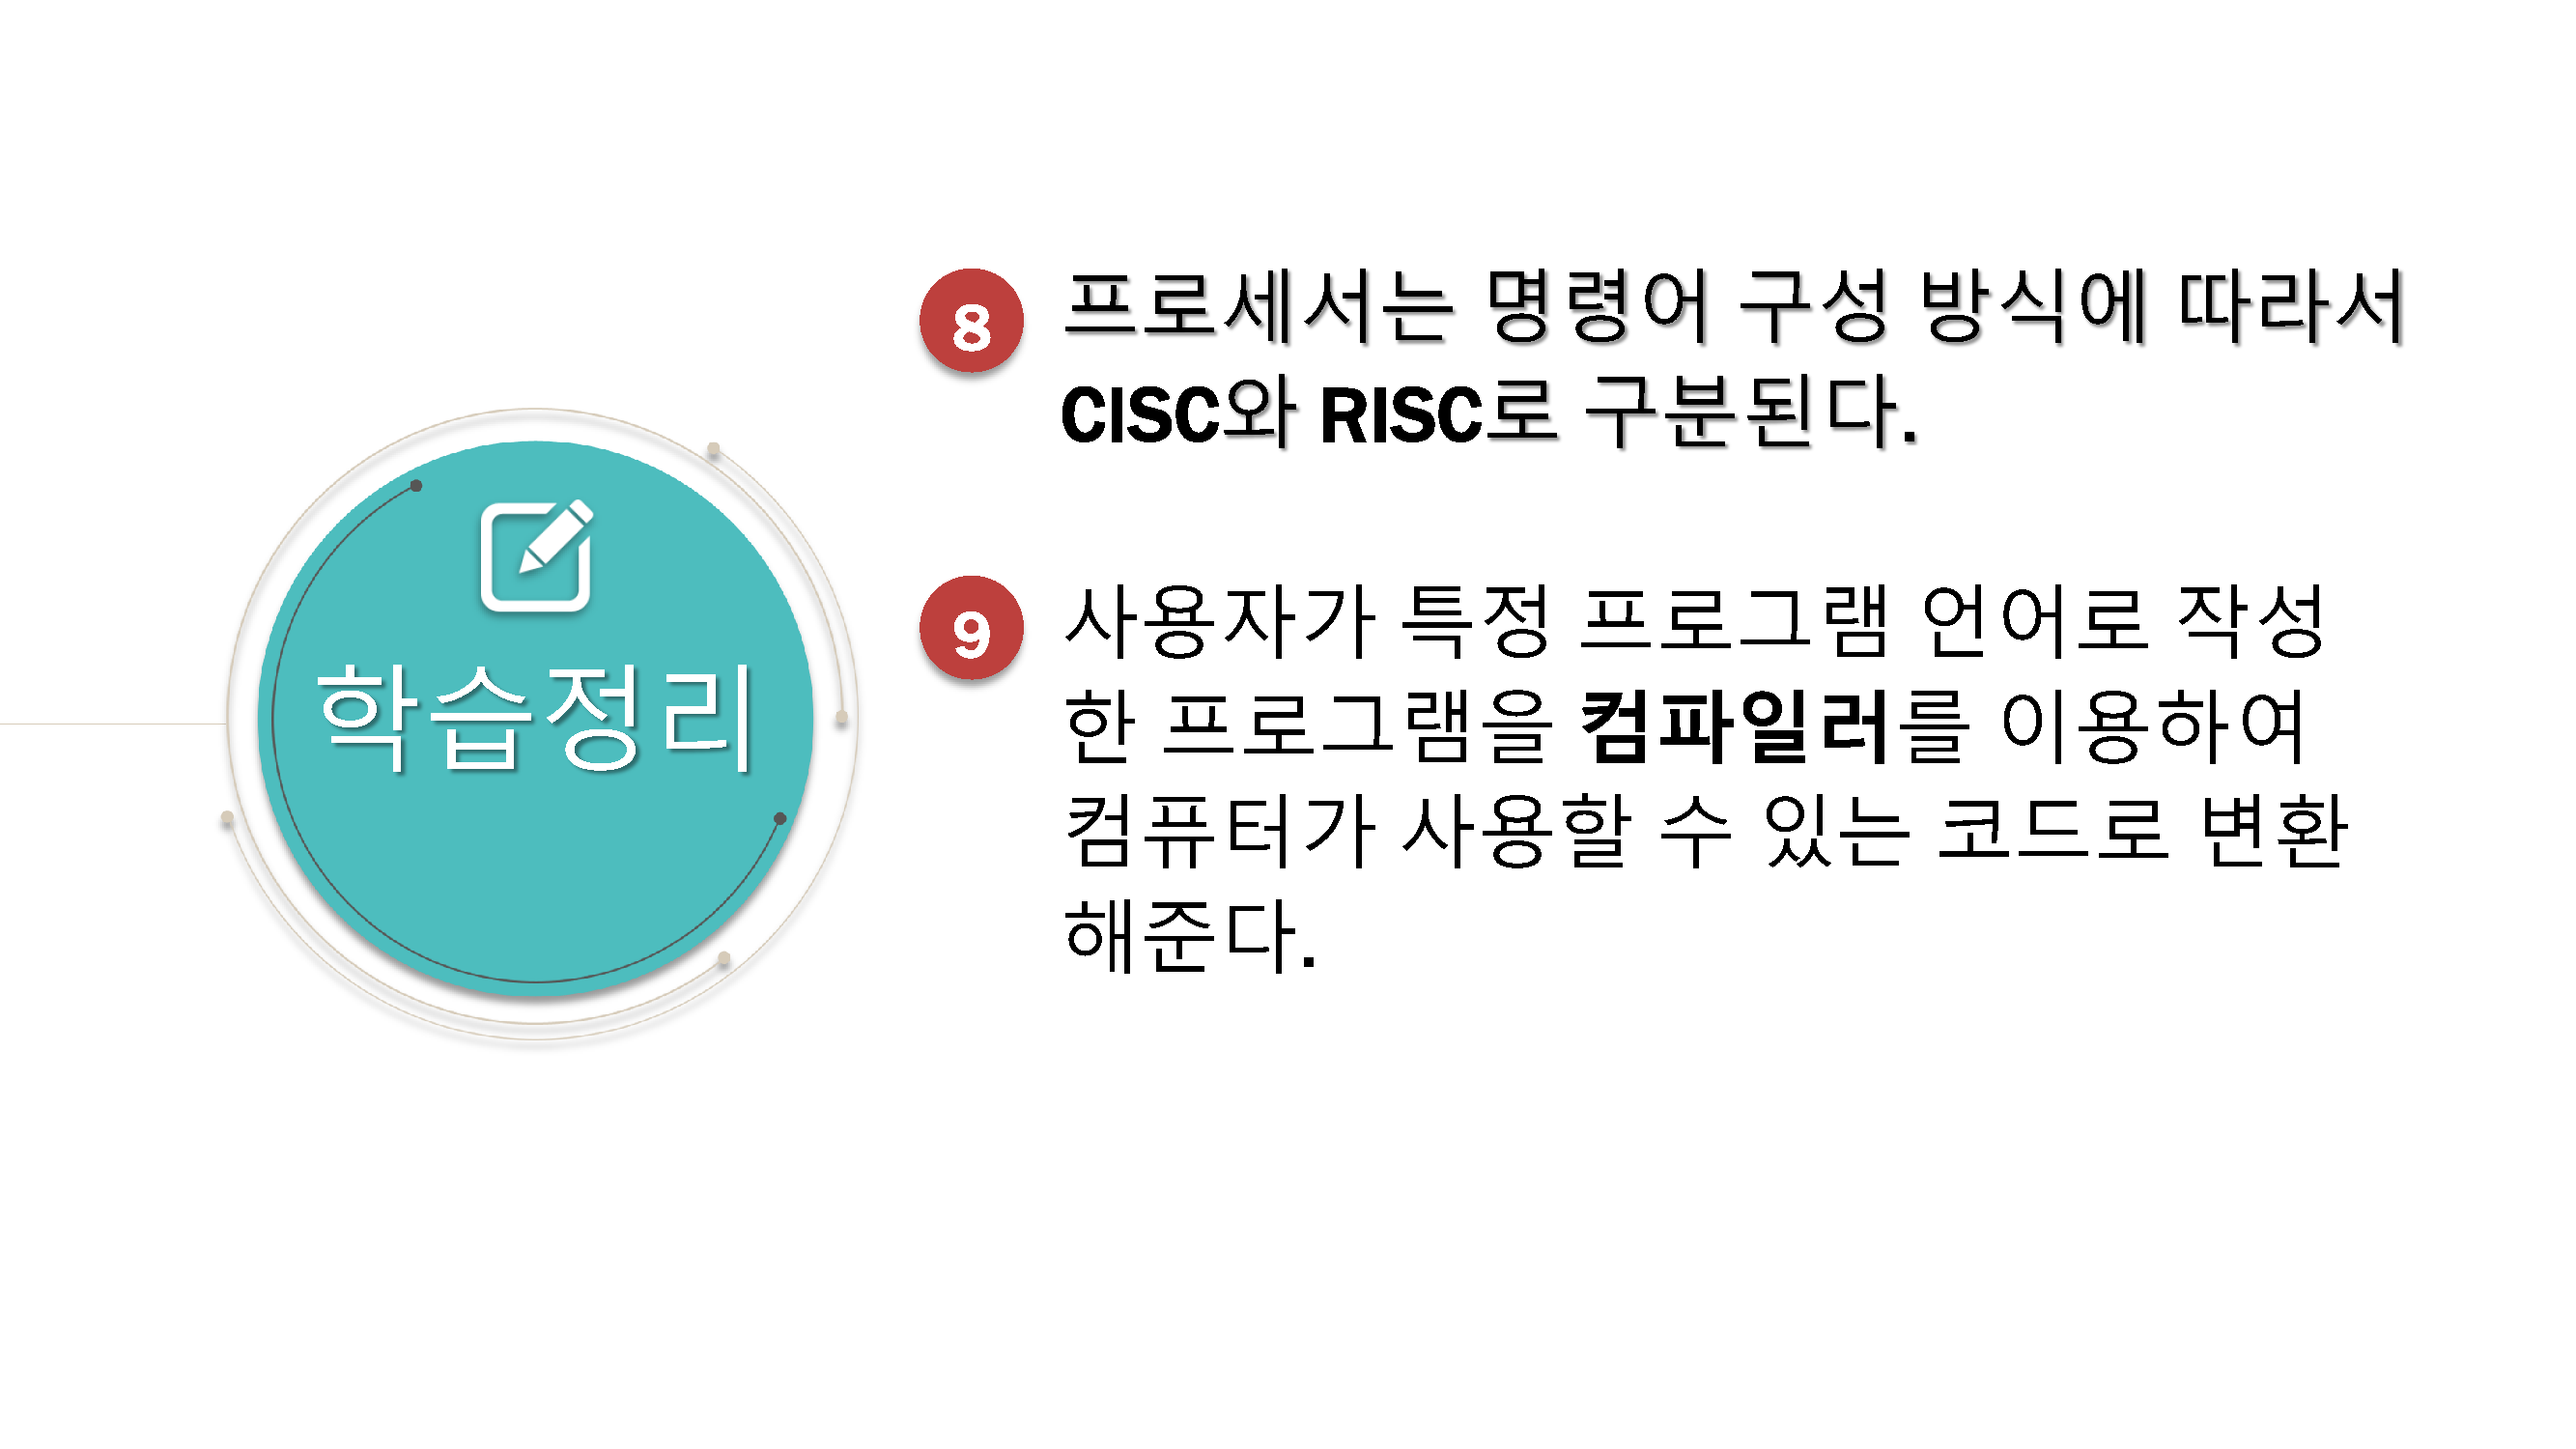 학습정리
8
프로세서는 명령어 구성 방식에 따라서
CISC와 RISC로 구분된다.
9
사용자가 특정 프로그램 언어로 작성
한 프로그램을 컴파일러를 이용하여
컴퓨터가 사용할 수 있는 코드로 변환
해준다.